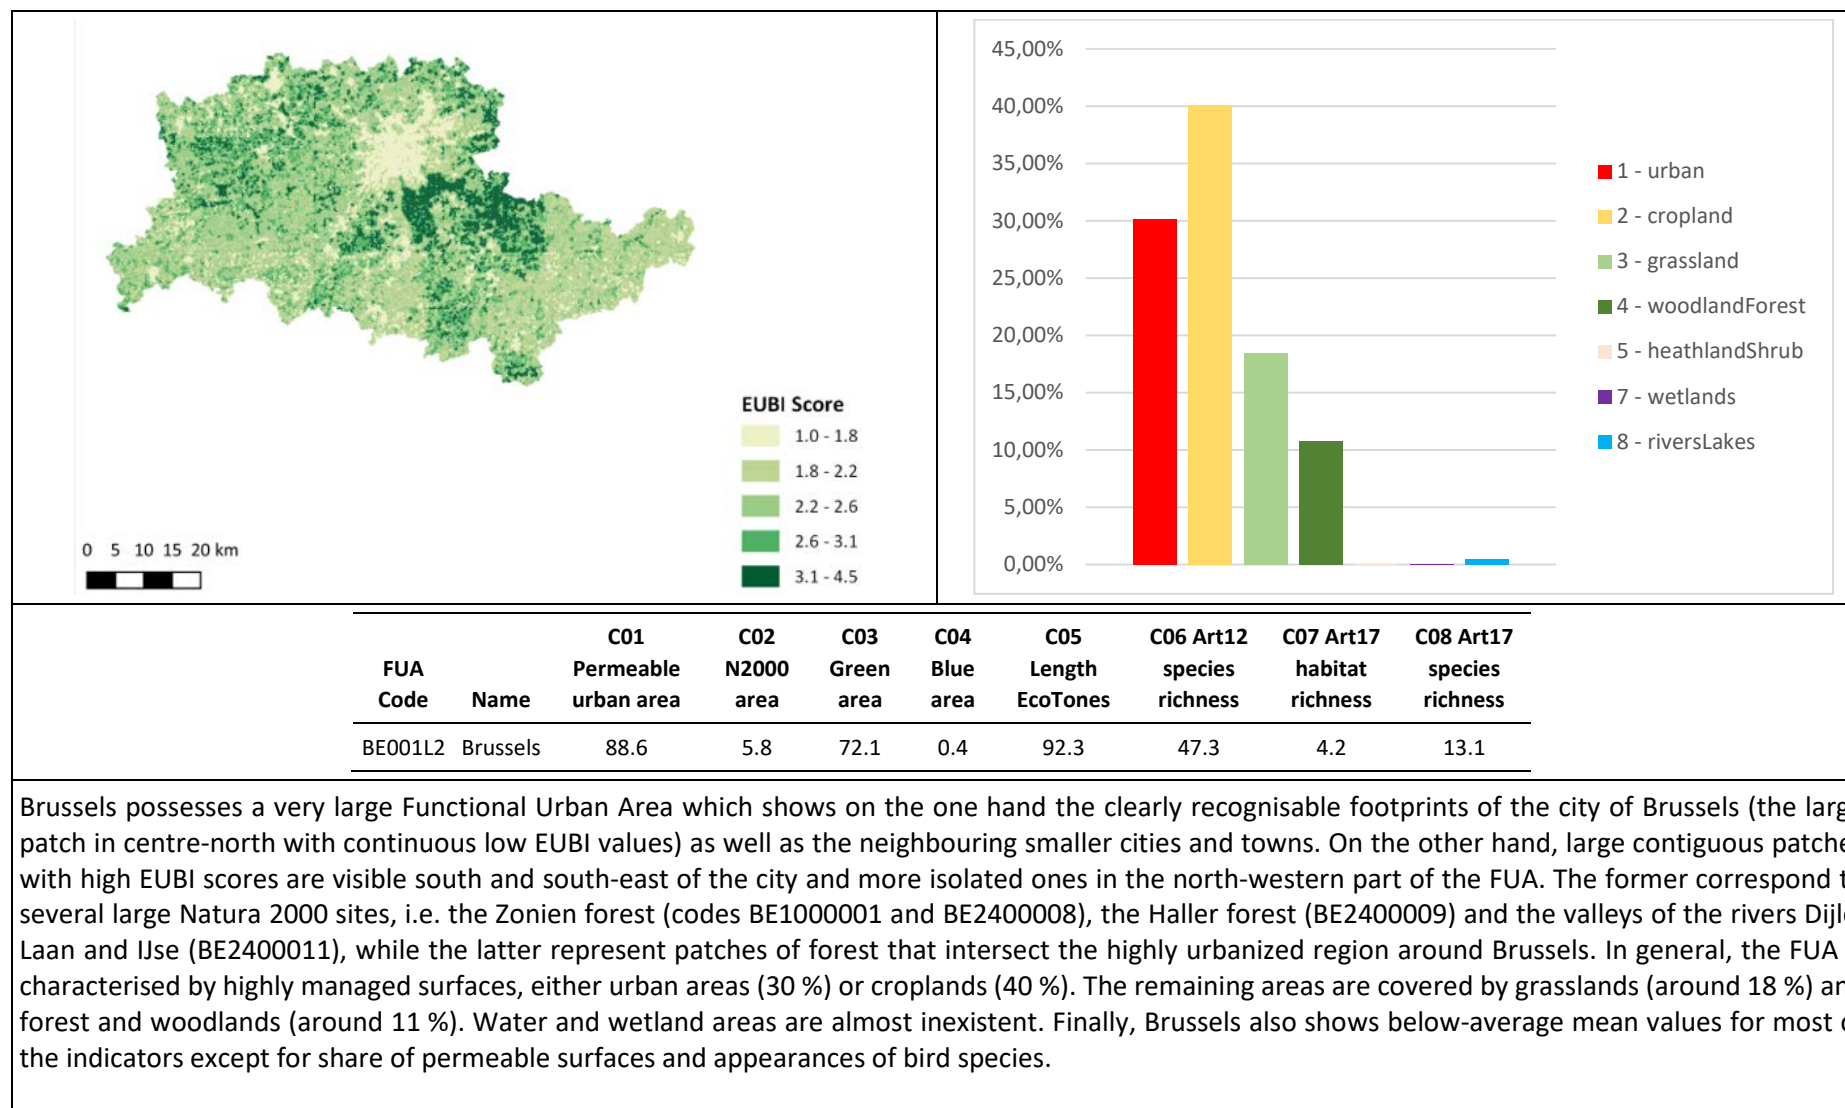 EUBI Score
1.0 - 1.8
1.8 - 2.2
2.2 - 2.6
2.6 - 3.1
3.1 - 4.5
0 5 10 15 20 km
45,00%
40,00%
35,00%
30,00%
25,00%
20,00%
15,00%
10,00%
5,00%
0,00%
1 - urban
2 - cropland
3 - grassland
4 - woodlandForest
5 - heathlandShrub
7 - wetlands
8 - riversLakes
FUA Code Name C01 Permeable urban area C02 N2000 area C03 Green area C04 Blue area C05 Length EcoTones C06 Art12 species richness C07 Art17 habitat richness C08 Art17 species richness
BE001L2 Brussels 88.6 5.8 72.1 0.4 92.3 47.3 4.2 13.1
Brussels possesses a very large Functional Urban Area which shows on the one hand the clearly recognisable footprints of the city of Brussels (the larg
patch in centre-north with continuous low EUBI values) as well as the neighbouring smaller cities and towns. On the other hand, large contiguous patche
with high EUBI scores are visible south and south-east of the city and more isolated ones in the north-western part of the FUA. The former correspond t
several large Natura 2000 sites, i.e. the Zonien forest (codes BE1000001 and BE2400008), the Haller forest (BE2400009) and the valleys of the rivers Dijl
Laan and IJse (BE2400011), while the latter represent patches of forest that intersect the highly urbanized region around Brussels. In general, the FUA
characterised by highly managed surfaces, either urban areas (30 %) or croplands (40 %). The remaining areas are covered by grasslands (around 18 %) an
forest and woodlands (around 11 %). Water and wetland areas are almost inexistent. Finally, Brussels also shows below-average mean values for most o
the indicators except for share of permeable surfaces and appearances of bird species.